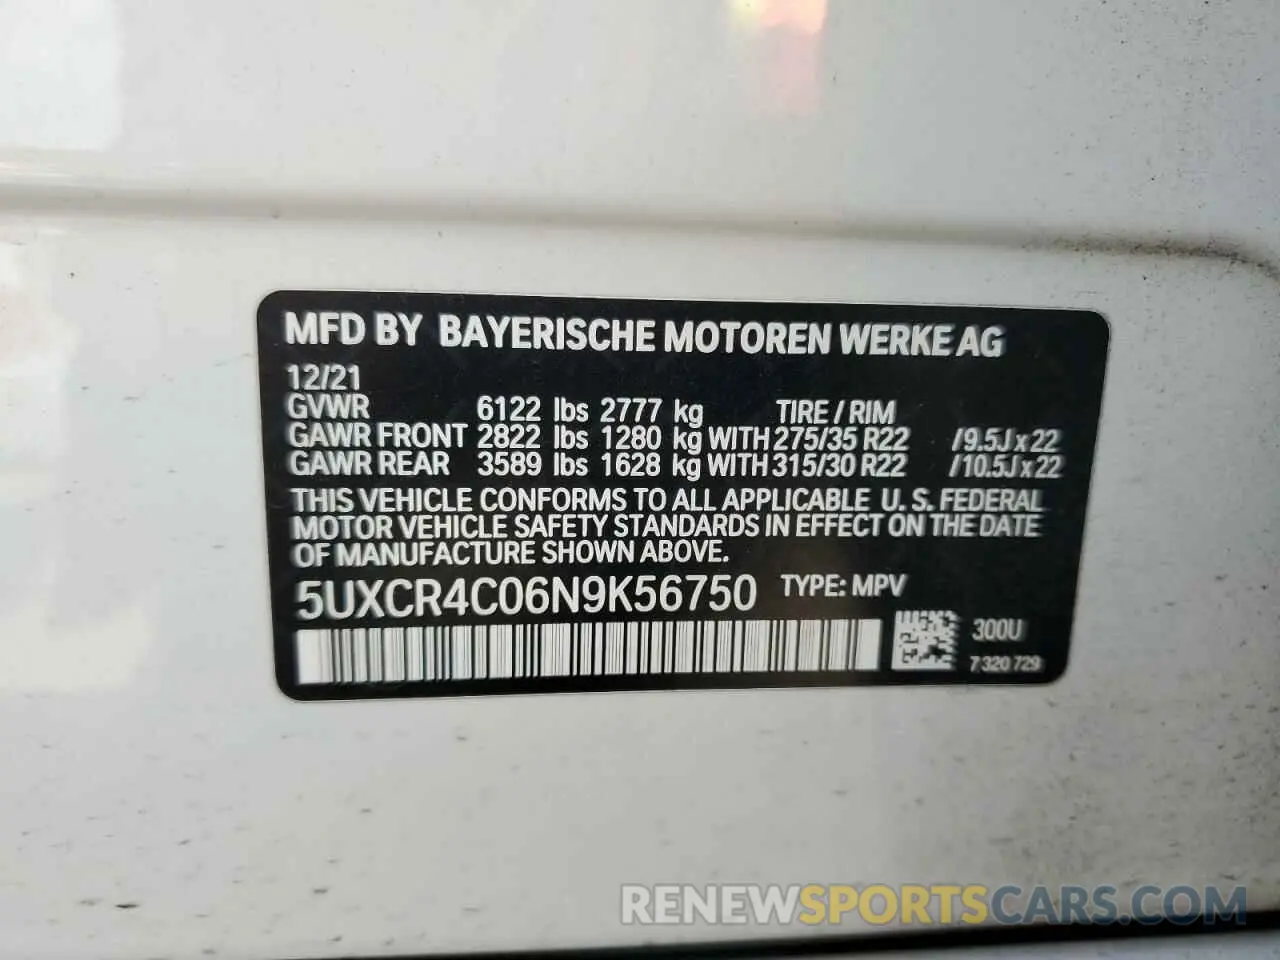 MFD BY BAYERISCHE MOTOREN WERKE AG
12/21
GVWR 6122 lbs 2777 kg TIRE / RIM
GAWR FRONT 2822 lbs 1280 kg WITH 275/35 R22 /9.5J x 22
GAWR REAR 3589 lbs 1628 kg WITH 315/30 R22 /10.5J x 22
THIS VEHICLE CONFORMS TO ALL APPLICABLE U. S. FEDERAL
MOTOR VEHICLE SAFETY STANDARDS IN EFFECT ON THE DATE
OF MANUFACTURE SHOWN ABOVE.
5UXCR4C06N9K56750 TYPE: MPV
300U
7 320 729
RENEWSPORTSCARS.COM